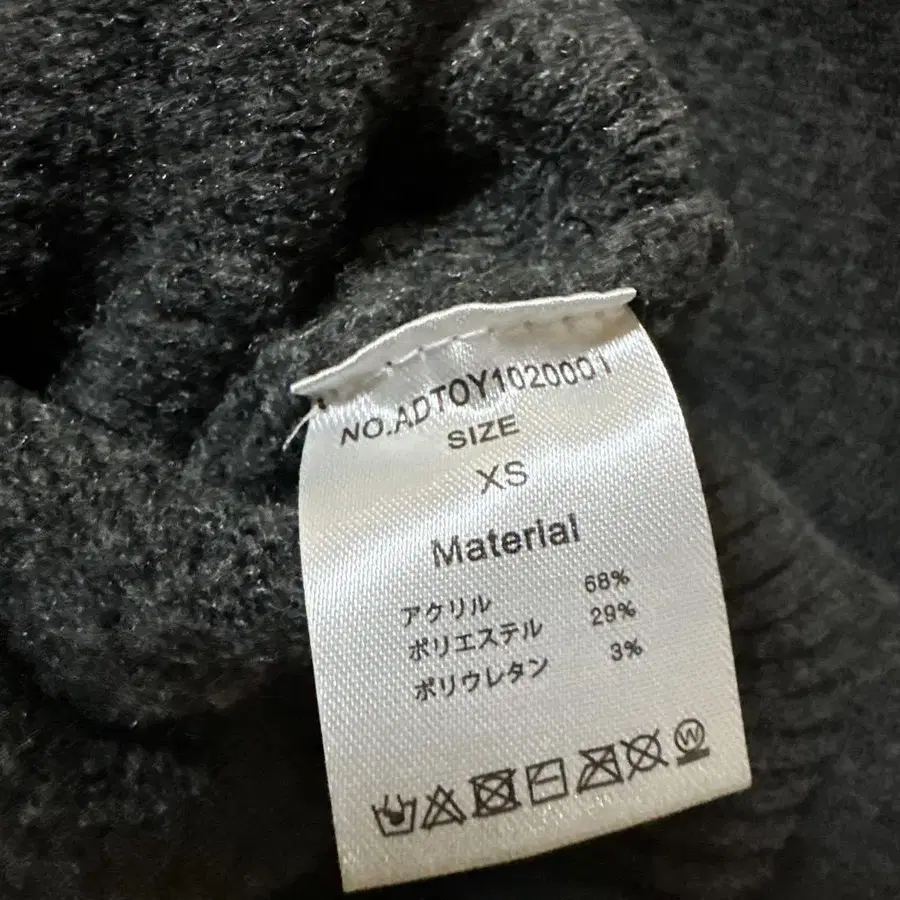 NO.ADTOY1020001
SIZE
XS
Material
アクリル 68%
ポリエステル 29%
ポリウレタン 3%
W